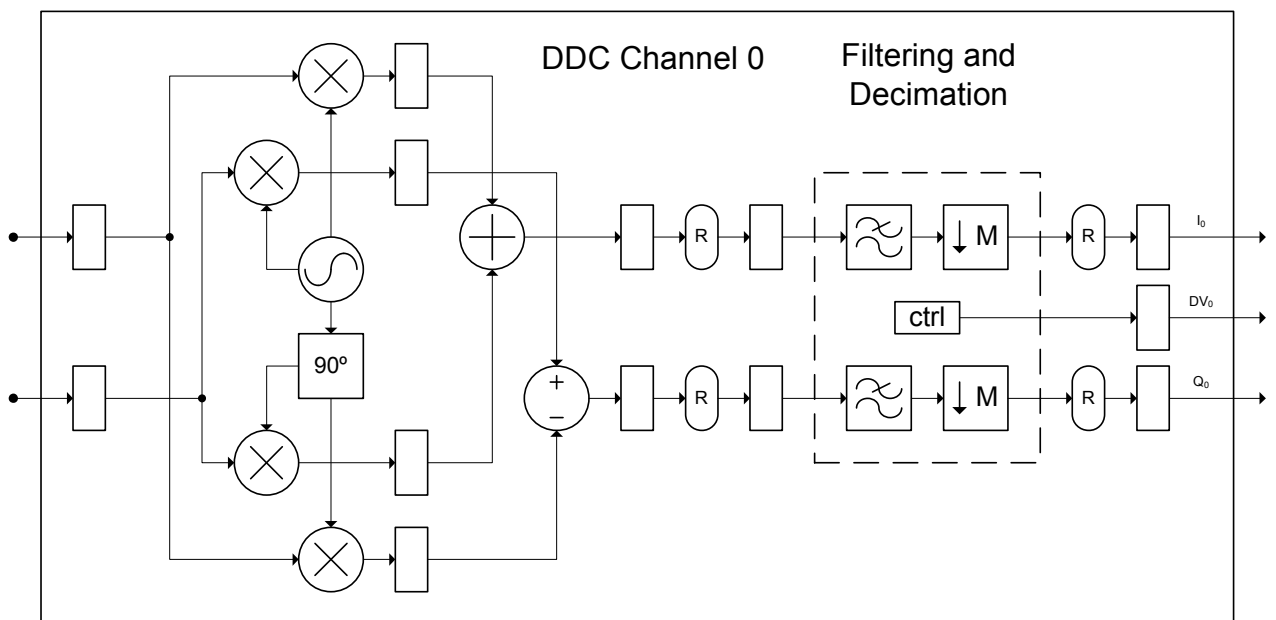 DDC Channel 0
Filtering and
Decimation
R
M
R
I₀
ctrl
DV₀
90º
+
−
R
M
R
Q₀